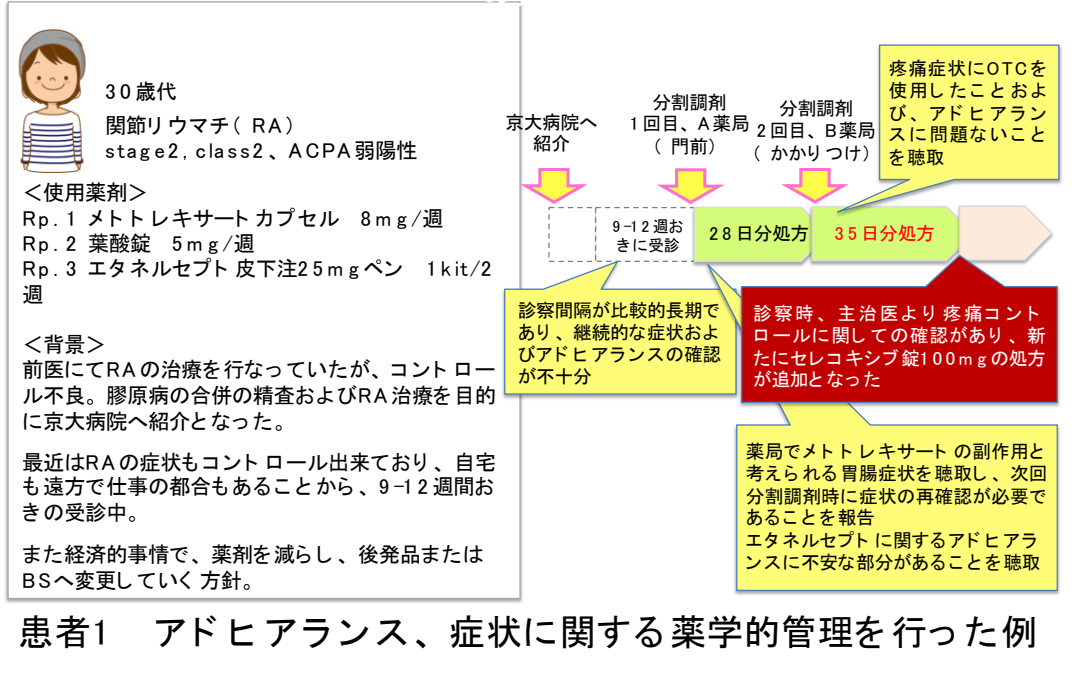 30歳代
関節リウマチ(RA)
stage2,class2、ACPA弱陽性
<使用薬剤>
Rp.1 メトトレキサートカプセル 8mg/週
Rp.2 葉酸錠 5mg/週
Rp.3 エタネルセプト皮下注25mgペン 1kit/2
週
<背景>
前医にてRAの治療を行なっていたが、コントロー
ル不良。膠原病の合併の精査およびRA治療を目的
に京大病院へ紹介となった。
最近はRAの症状もコントロール出来ており、自宅
も遠方で仕事の都合もあることから、9-12週間お
きの受診中。
また経済的事情で、薬剤を減らし、後発品または
BSへ変更していく方針。
京大病院へ
紹介
分割調剤
1回目、A薬局
(門前)
分割調剤
2回目、B薬局
(かかりつけ)
疼痛症状にOTCを
使用したことおよ
び、アドヒアラン
スに問題ないこと
を聴取
9-12週お
きに受診
28日分処方
35日分処方
診察間隔が比較的長期で
あり、継続的な症状およ
びアドヒアランスの確認
が不十分
診察時、主治医より疼痛コント
ロールに関しての確認があり、新
たにセレコキシブ錠100mgの処方
が追加となった
薬局でメトトレキサートの副作用と
考えられる胃腸症状を聴取し、次回
分割調剤時に症状の再確認が必要で
あることを報告
エタネルセプトに関するアドヒアラ
ンスに不安な部分があることを聴取
患者1 アドヒアランス、症状に関する薬学的管理を行った例